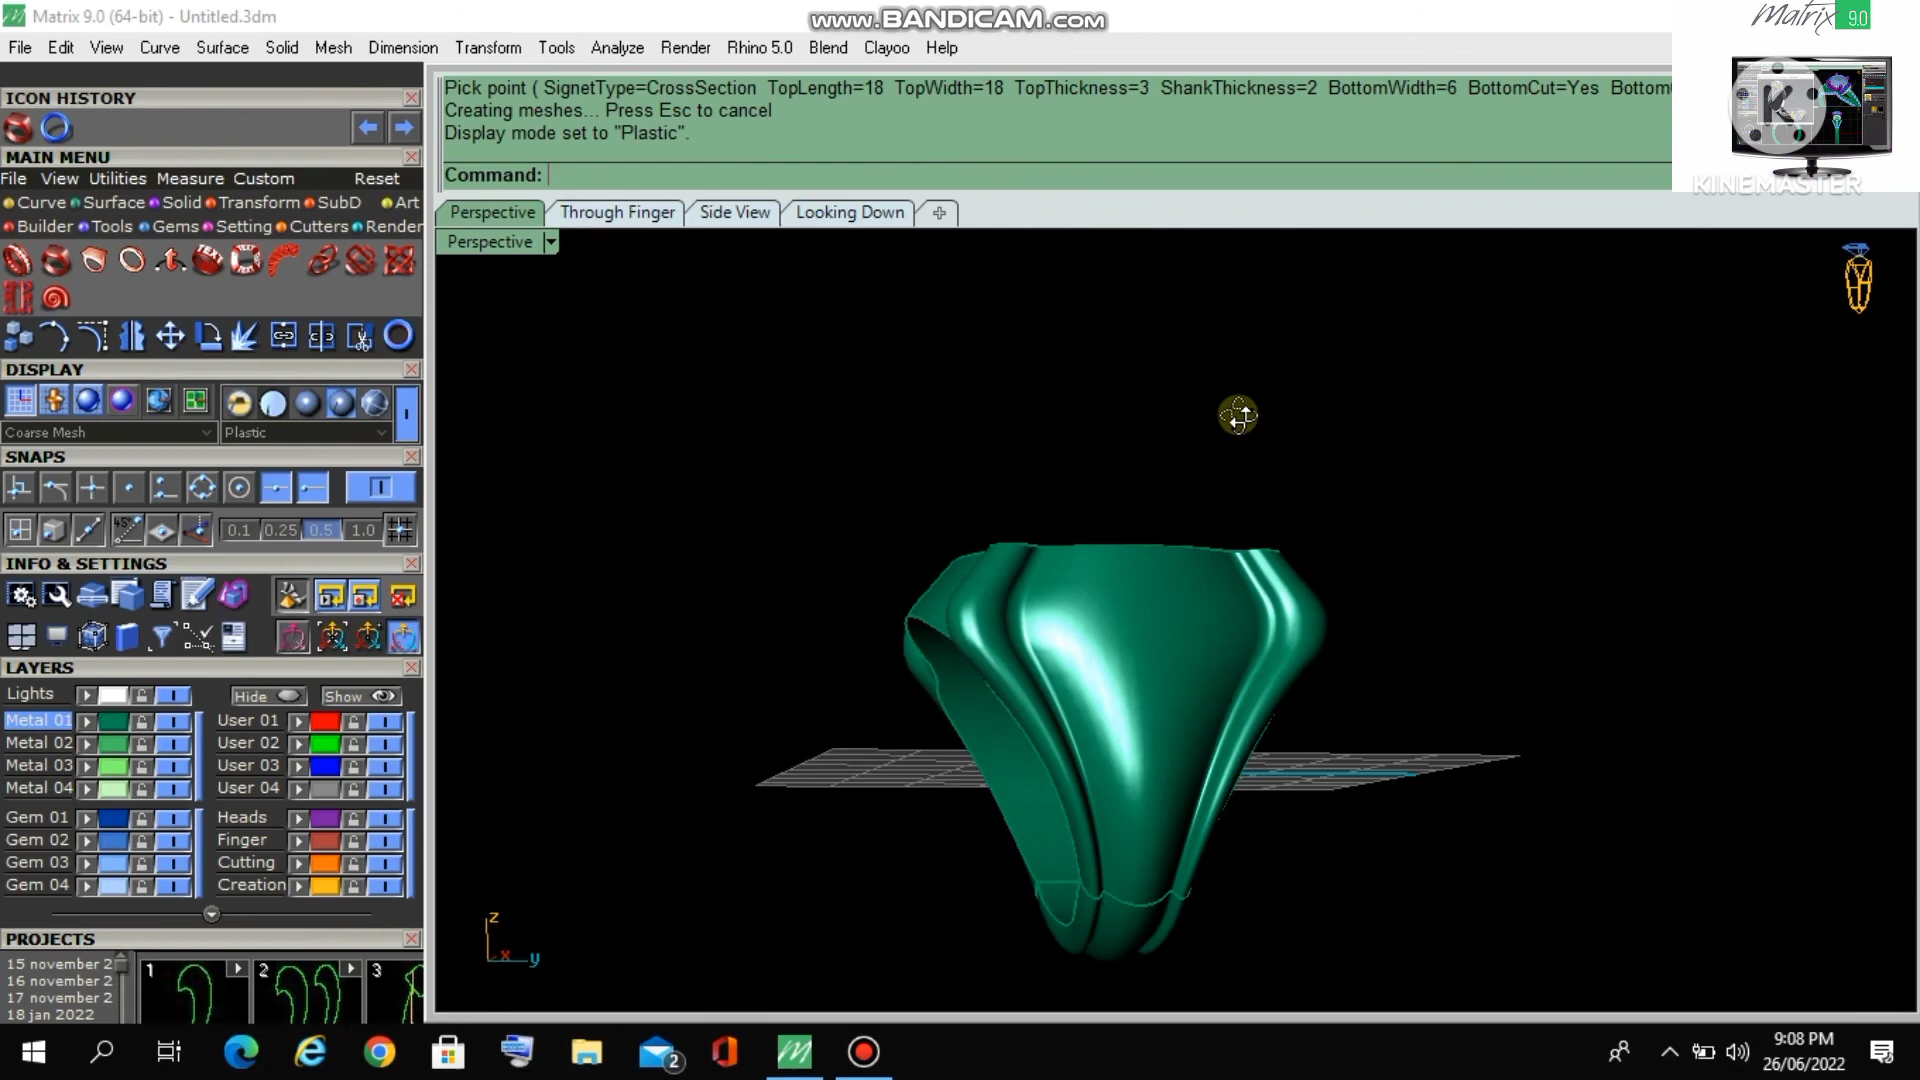 Matrix 9.0 (64-bit) - Untitled.3dm
www.BANDICAM.com
Matrix 9.0
File Edit View Curve Surface Solid Mesh Dimension Transform Tools Analyze Render Rhino 5.0 Blend Clayoo Help
ICON HISTORY
Pick point ( SignetType=CrossSection TopLength=18 TopWidth=18 TopThickness=3 ShankThickness=2 BottomWidth=6 BottomCut=Yes Bottom
Creating meshes... Press Esc to cancel
Display mode set to "Plastic".
Command:
K
KINEMASTER
MAIN MENU
File View Utilities Measure Custom Reset
Curve Surface Solid Transform SubD Art
Builder Tools Gems Setting Cutters Render
TEXT
TEXT
TEXT
Perspective Through Finger Side View Looking Down
Perspective
DISPLAY
Coarse Mesh Plastic
SNAPS
45°
0.1 0.25 0.5 1.0
INFO & SETTINGS
LAYERS
Lights Hide Show
Metal 01 User 01
Metal 02 User 02
Metal 03 User 03
Metal 04 User 04
Gem 01 Heads
Gem 02 Finger
Gem 03 Cutting
Gem 04 Creation
z
x y
PROJECTS
15 november 2
16 november 2
17 november 2
18 jan 2022
1 2 3
2
9:08 PM
26/06/2022